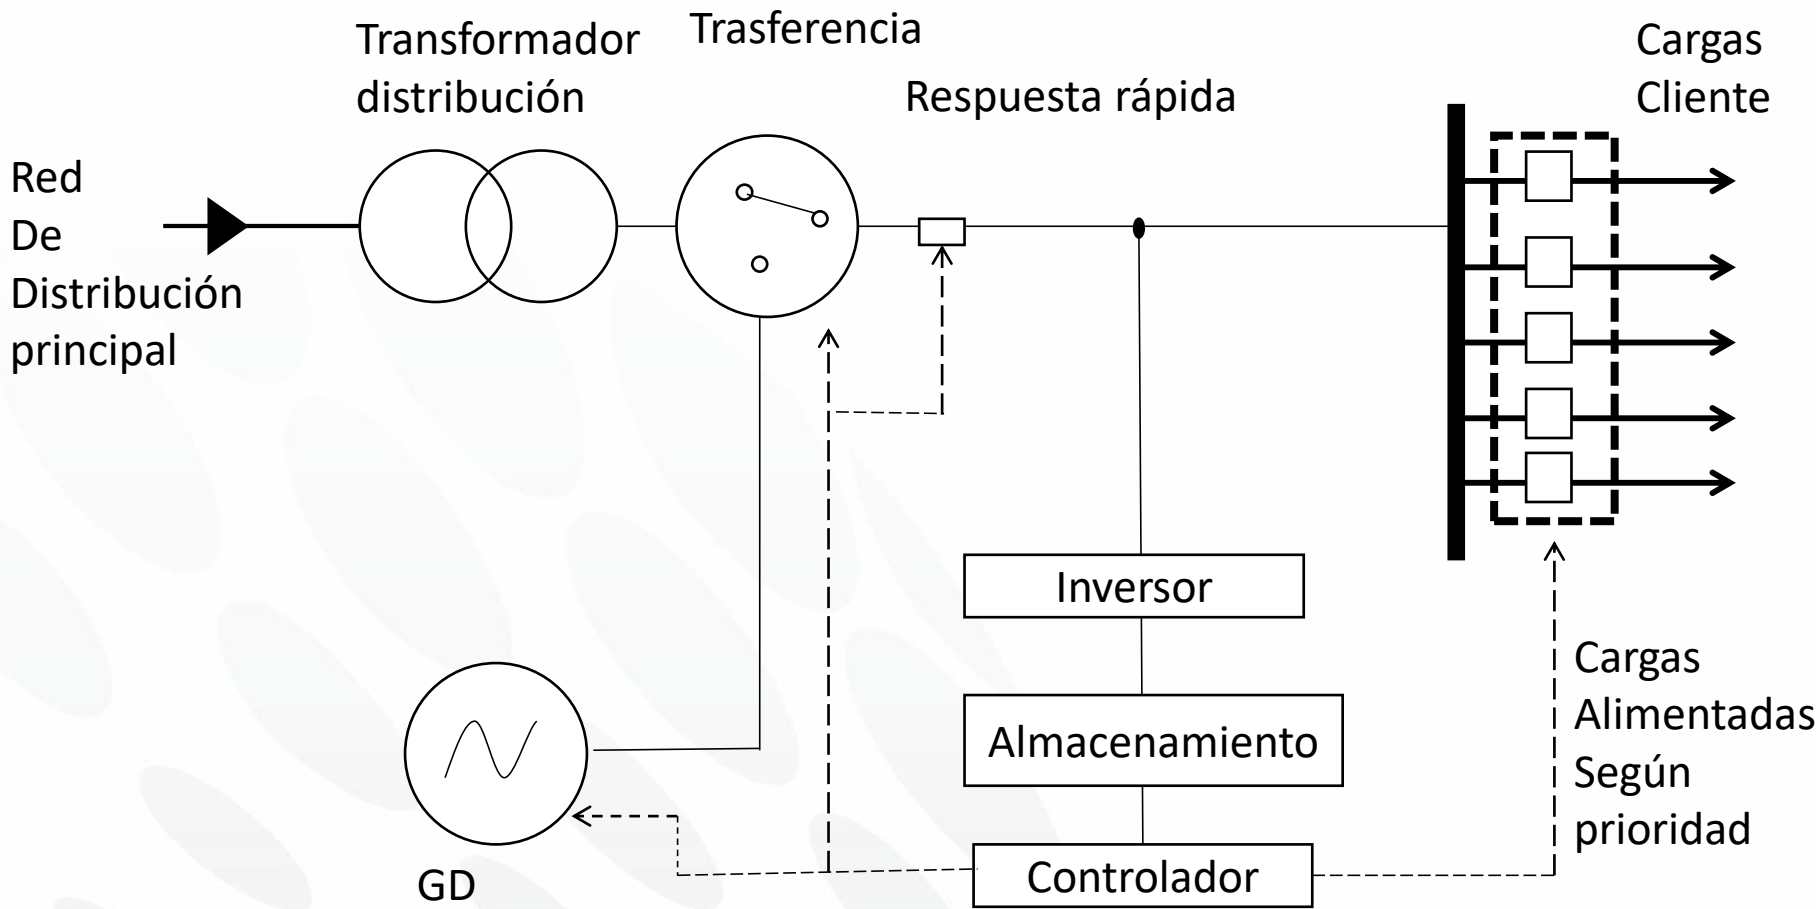 Transformador
distribución
Trasferencia
Respuesta rápida
Cargas
Cliente
Red
De
Distribución
principal
Inversor
Almacenamiento
Controlador
GD
Cargas
Alimentadas
Según
prioridad